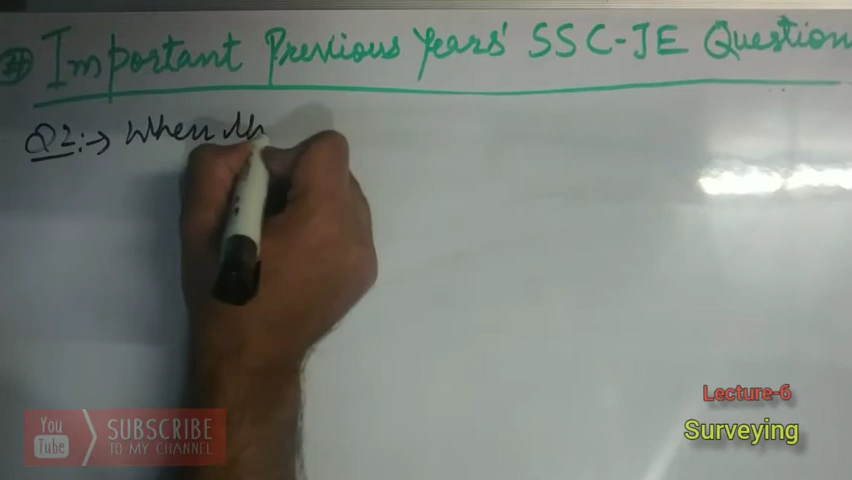 # Important Previous Years' SSC-JE Question
Q2:→ When
Lecture-6
Surveying
You
Tube
SUBSCRIBE
TO MY CHANNEL